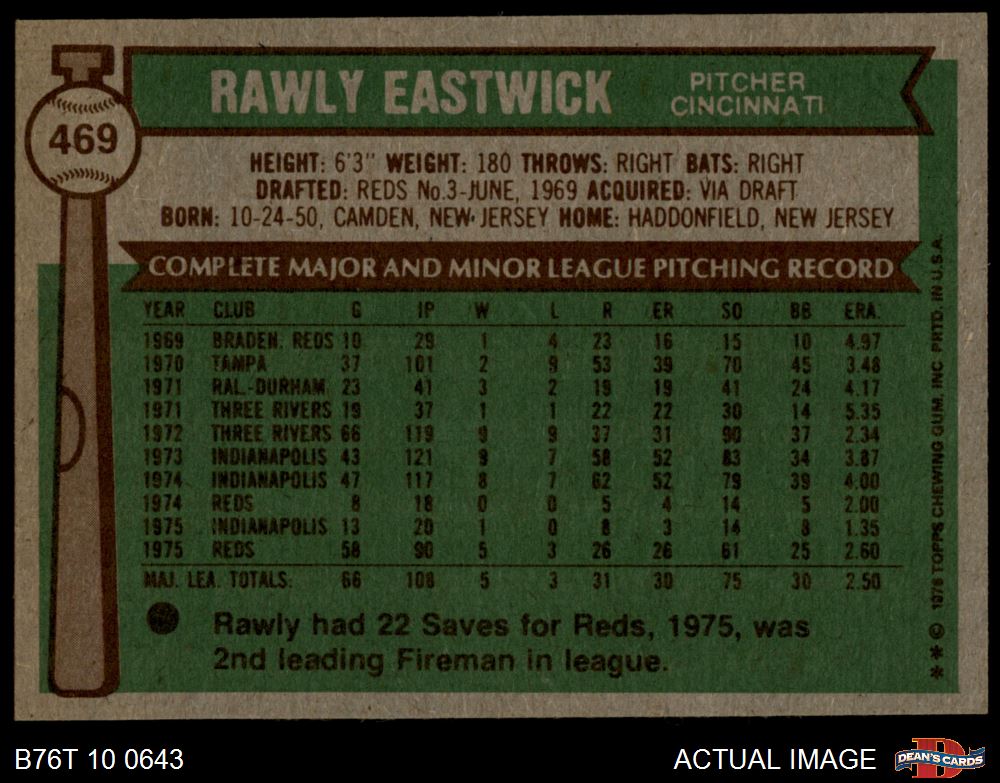 RAWLY EASTWICK
PITCHER
CINCINNATI
469
HEIGHT: 6'3" WEIGHT: 180 THROWS: RIGHT BATS: RIGHT
DRAFTED: REDS No.3-JUNE, 1969 ACQUIRED: VIA DRAFT
BORN: 10-24-50, CAMDEN, NEW JERSEY HOME: HADDONFIELD, NEW JERSEY
COMPLETE MAJOR AND MINOR LEAGUE PITCHING RECORD
YEAR CLUB G IP W L R ER SO BB ERA
1969 BRADEN. REDS 10 29 1 4 23 16 15 10 4.97
1970 TAMPA 37 101 2 9 53 39 70 45 3.48
1971 RAL.-DURHAM 23 41 3 2 19 19 41 24 4.17
1971 THREE RIVERS 19 37 1 1 22 22 30 14 5.35
1972 THREE RIVERS 66 119 9 9 37 31 90 37 2.34
1973 INDIANAPOLIS 43 121 9 7 58 52 83 34 3.87
1974 INDIANAPOLIS 47 117 8 7 62 52 79 39 4.00
1974 REDS 8 18 0 0 5 4 14 5 2.00
1975 INDIANAPOLIS 13 20 1 0 8 3 14 8 1.35
1975 REDS 58 90 5 3 26 26 61 25 2.60
MAJ. LEA. TOTALS: 66 108 5 3 31 30 75 30 2.50
Rawly had 22 Saves for Reds, 1975, was
2nd leading Fireman in league.
* * © 1976 TOPPS CHEWING GUM. INC PRTD. IN U.S.A.
B76T 10 0643
ACTUAL IMAGE
D
DEAN'S CARDS